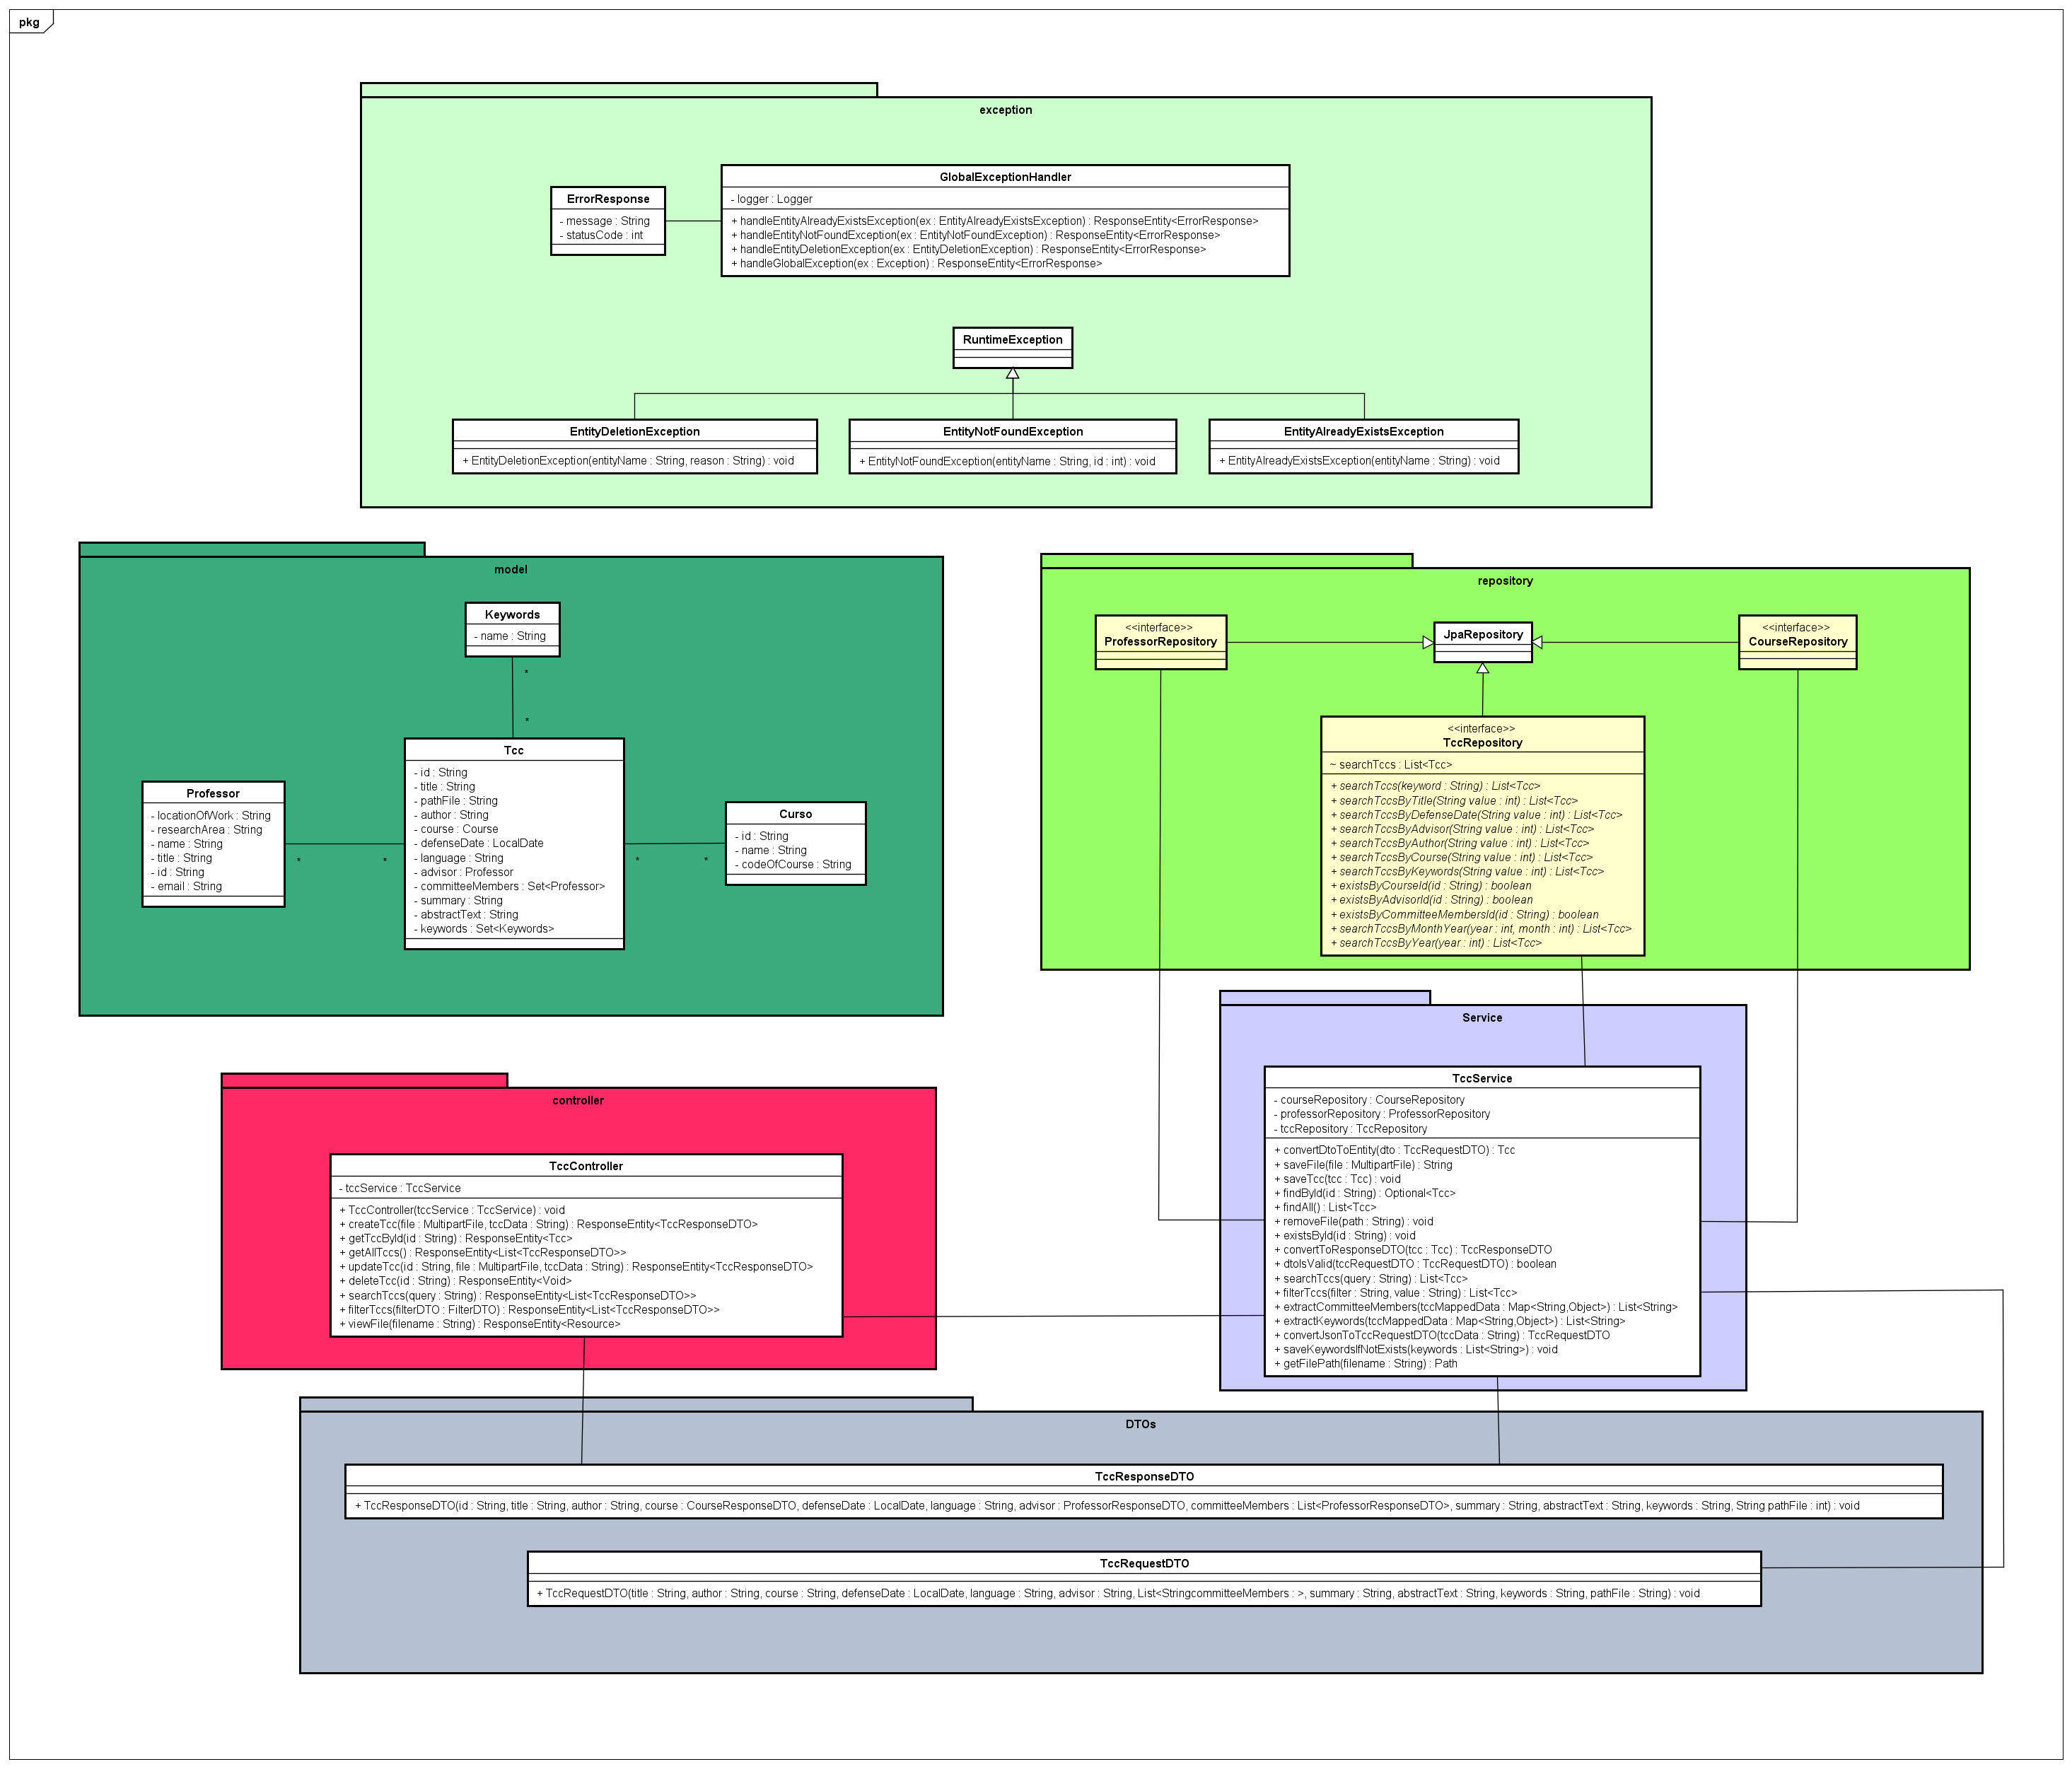 pkg
exception
ErrorResponse
- message : String
- statusCode : int
GlobalExceptionHandler
- logger : Logger
+ handleEntityAlreadyExistsException(ex : EntityAlreadyExistsException) : ResponseEntity<ErrorResponse>
+ handleEntityNotFoundException(ex : EntityNotFoundException) : ResponseEntity<ErrorResponse>
+ handleEntityDeletionException(ex : EntityDeletionException) : ResponseEntity<ErrorResponse>
+ handleGlobalException(ex : Exception) : ResponseEntity<ErrorResponse>
RuntimeException
EntityDeletionException
+ EntityDeletionException(entityName : String, reason : String) : void
EntityNotFoundException
+ EntityNotFoundException(entityName : String, id : int) : void
EntityAlreadyExistsException
+ EntityAlreadyExistsException(entityName : String) : void
model
Keywords
- name : String
*
*
Tcc
- id : String
- title : String
- pathFile : String
- author : String
- course : Course
- defenseDate : LocalDate
- language : String
- advisor : Professor
- committeeMembers : Set<Professor>
- summary : String
- abstractText : String
- keywords : Set<Keywords>
Professor
- locationOfWork : String
- researchArea : String
- name : String
- title : String
- id : String
- email : String
*
*
*
*
Curso
- id : String
- name : String
- codeOfCourse : String
repository
<<interface>>
ProfessorRepository
JpaRepository
<<interface>>
CourseRepository
<<interface>>
TccRepository
~ searchTccs : List<Tcc>
+ searchTccs(keyword : String) : List<Tcc>
+ searchTccsByTitle(String value : int) : List<Tcc>
+ searchTccsByDefenseDate(String value : int) : List<Tcc>
+ searchTccsByAdvisor(String value : int) : List<Tcc>
+ searchTccsByAuthor(String value : int) : List<Tcc>
+ searchTccsByCourse(String value : int) : List<Tcc>
+ searchTccsByKeywords(String value : int) : List<Tcc>
+ existsByCourseId(id : String) : boolean
+ existsByAdvisorId(id : String) : boolean
+ existsByCommitteeMembersId(id : String) : boolean
+ searchTccsByMonthYear(year : int, month : int) : List<Tcc>
+ searchTccsByYear(year : int) : List<Tcc>
Service
TccService
- courseRepository : CourseRepository
- professorRepository : ProfessorRepository
- tccRepository : TccRepository
+ convertDtoToEntity(dto : TccRequestDTO) : Tcc
+ saveFile(file : MultipartFile) : String
+ saveTcc(tcc : Tcc) : void
+ findById(id : String) : Optional<Tcc>
+ findAll() : List<Tcc>
+ removeFile(path : String) : void
+ existsById(id : String) : void
+ convertToResponseDTO(tcc : Tcc) : TccResponseDTO
+ dtoIsValid(tccRequestDTO : TccRequestDTO) : boolean
+ searchTccs(query : String) : List<Tcc>
+ filterTccs(filter : String, value : String) : List<Tcc>
+ extractCommitteeMembers(tccMappedData : Map<String,Object>) : List<String>
+ extractKeywords(tccMappedData : Map<String,Object>) : List<String>
+ convertJsonToTccRequestDTO(tccData : String) : TccRequestDTO
+ saveKeywordsIfNotExists(keywords : List<String>) : void
+ getFilePath(filename : String) : Path
controller
TccController
- tccService : TccService
+ TccController(tccService : TccService) : void
+ createTcc(file : MultipartFile, tccData : String) : ResponseEntity<TccResponseDTO>
+ getTccById(id : String) : ResponseEntity<Tcc>
+ getAllTccs() : ResponseEntity<List<TccResponseDTO>>
+ updateTcc(id : String, file : MultipartFile, tccData : String) : ResponseEntity<TccResponseDTO>
+ deleteTcc(id : String) : ResponseEntity<Void>
+ searchTccs(query : String) : ResponseEntity<List<TccResponseDTO>>
+ filterTccs(filterDTO : FilterDTO) : ResponseEntity<List<TccResponseDTO>>
+ viewFile(filename : String) : ResponseEntity<Resource>
DTOs
TccResponseDTO
+ TccResponseDTO(id : String, title : String, author : String, course : CourseResponseDTO, defenseDate : LocalDate, language : String, advisor : ProfessorResponseDTO, committeeMembers : List<ProfessorResponseDTO>, summary : String, abstractText : String, keywords : String, String pathFile : int) : void
TccRequestDTO
+ TccRequestDTO(title : String, author : String, course : String, defenseDate : LocalDate, language : String, advisor : String, List<StringcommitteeMembers : >, summary : String, abstractText : String, keywords : String, pathFile : String) : void